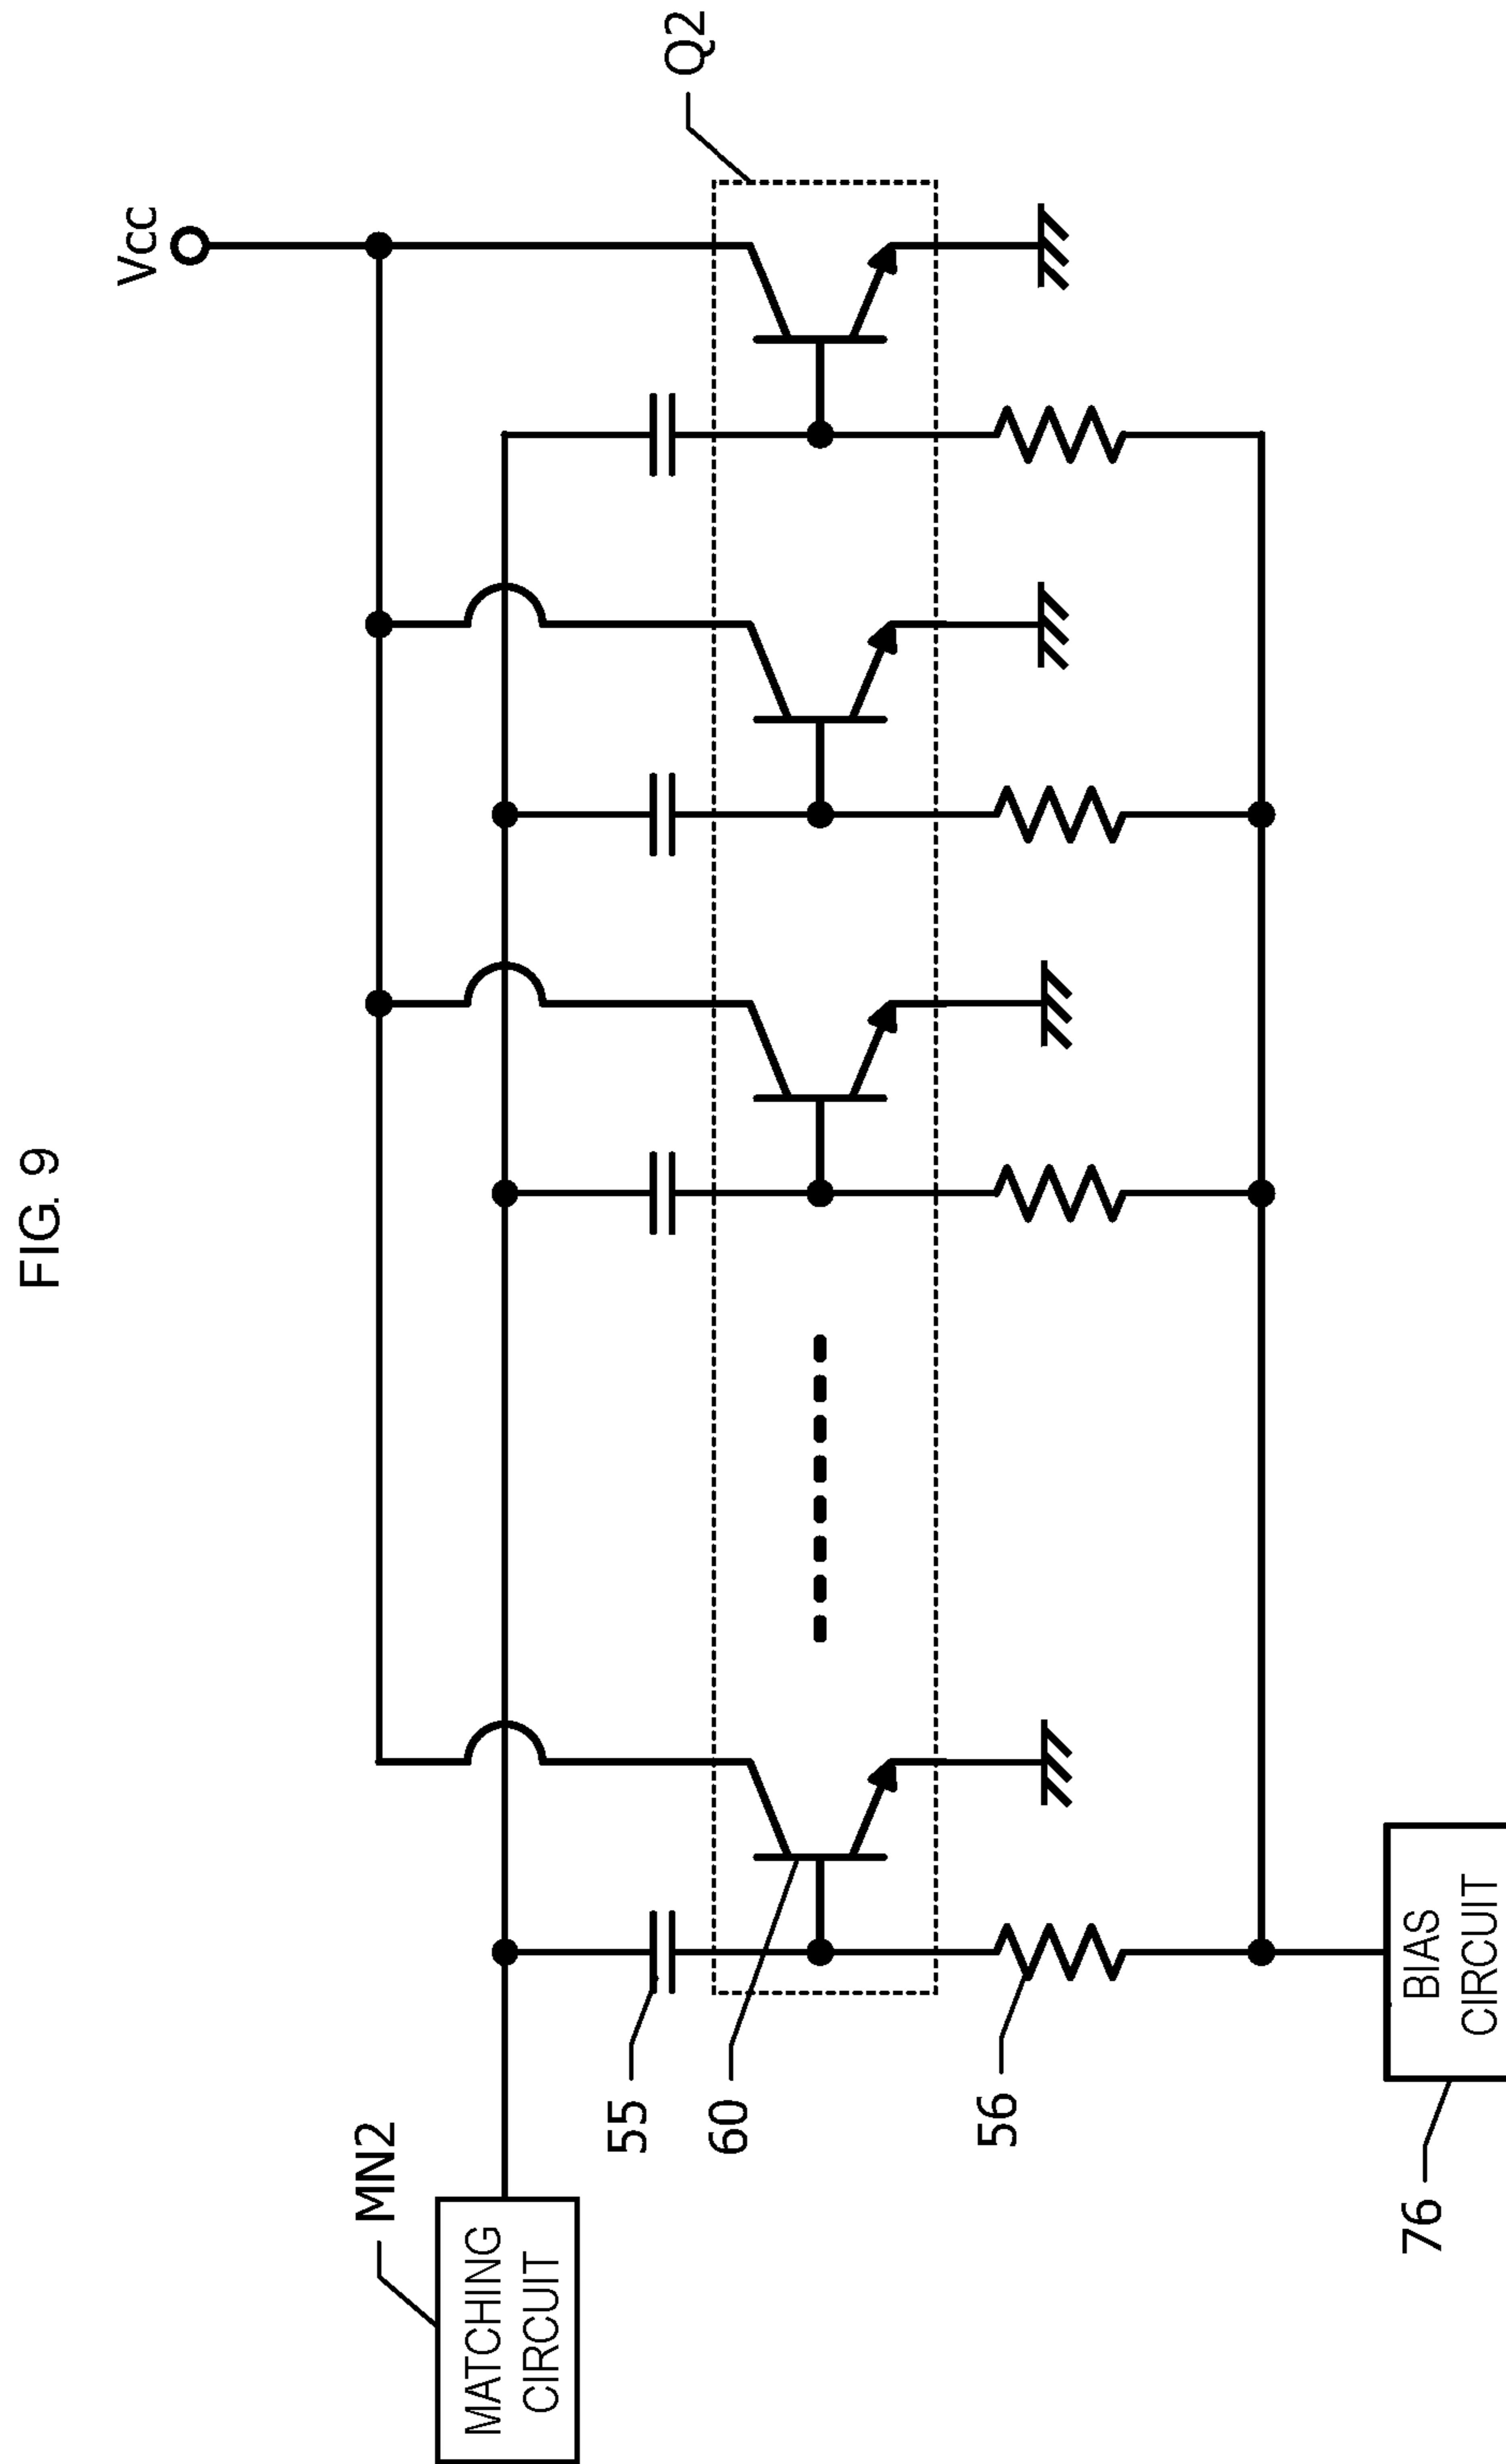 FIG. 9
Vcc
Q2
MN2
MATCHING
CIRCUIT
55
60
56
76
BIAS
CIRCUIT